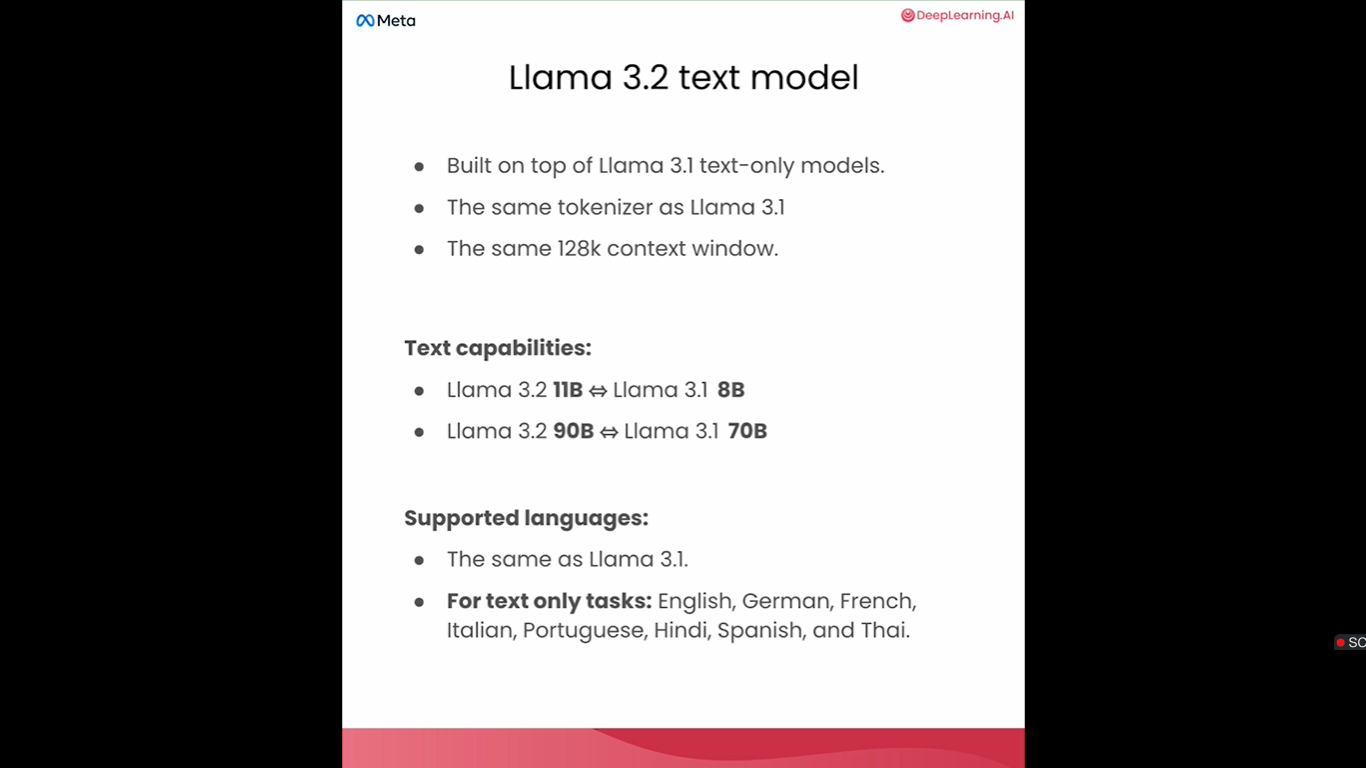 Meta
DeepLearning.AI
Llama 3.2 text model
● Built on top of Llama 3.1 text-only models.
● The same tokenizer as Llama 3.1
● The same 128k context window.
Text capabilities:
● Llama 3.2 11B ⇔ Llama 3.1 8B
● Llama 3.2 90B ⇔ Llama 3.1 70B
Supported languages:
● The same as Llama 3.1.
● For text only tasks: English, German, French,
Italian, Portuguese, Hindi, Spanish, and Thai.
SC